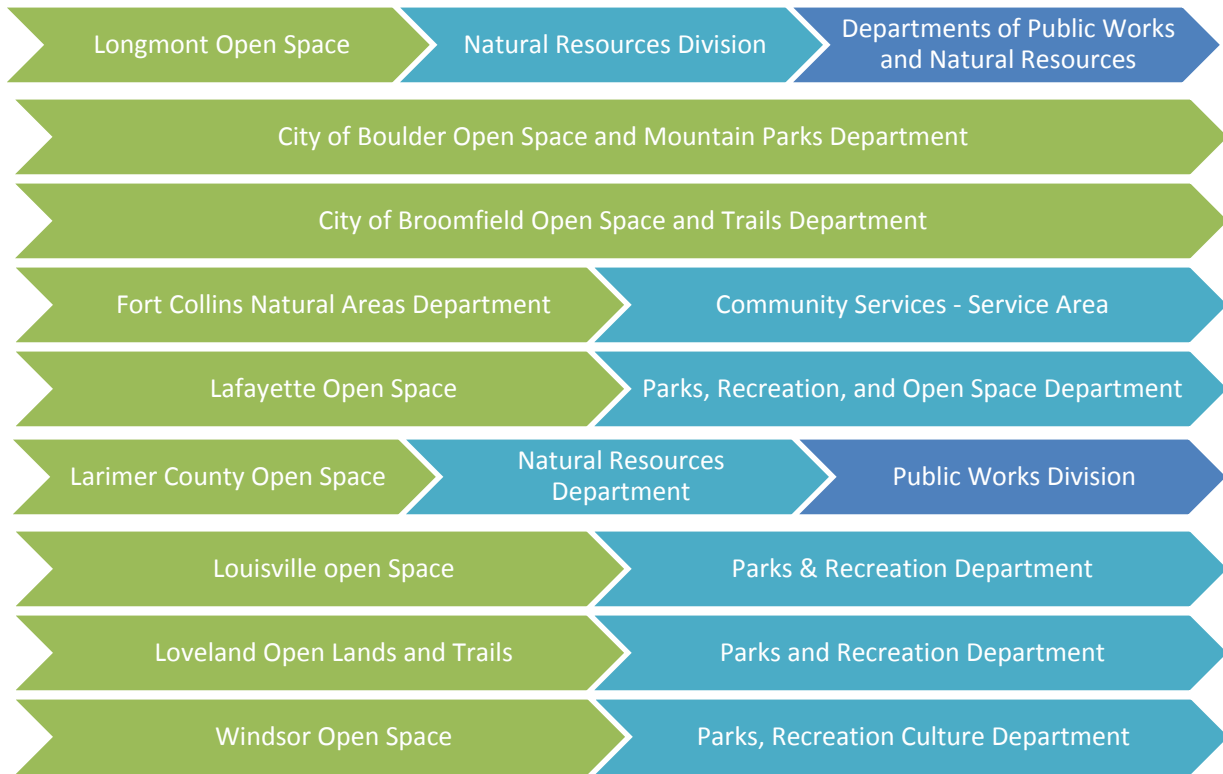 Longmont Open Space
Natural Resources Division
Departments of Public Works
and Natural Resources
City of Boulder Open Space and Mountain Parks Department
City of Broomfield Open Space and Trails Department
Fort Collins Natural Areas Department
Community Services - Service Area
Lafayette Open Space
Parks, Recreation, and Open Space Department
Larimer County Open Space
Natural Resources
Department
Public Works Division
Louisville open Space
Parks & Recreation Department
Loveland Open Lands and Trails
Parks and Recreation Department
Windsor Open Space
Parks, Recreation Culture Department